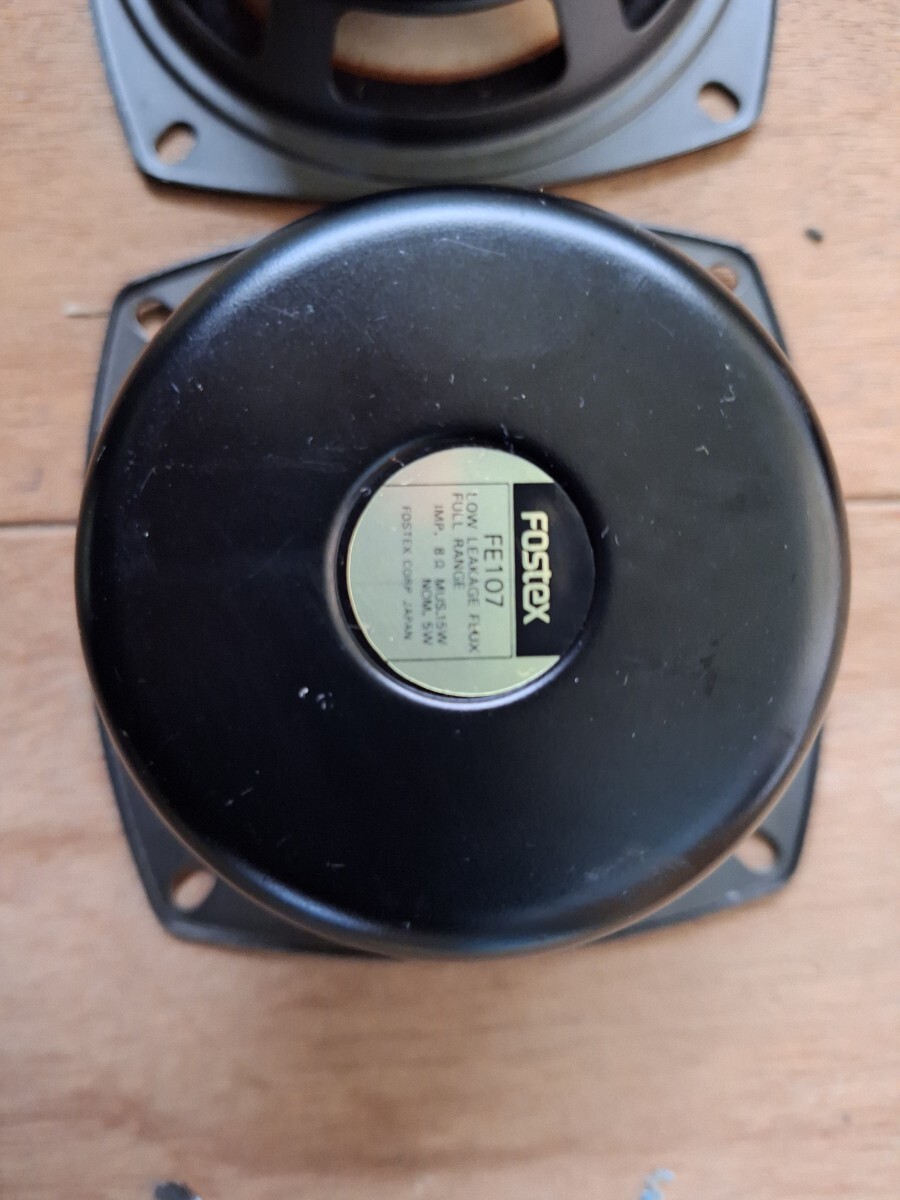 FOSTEX
FE107
LOW LEAKAGE FLUX
FULL RANGE
IMP. 8Ω MUS.15W
NOM. 5W
FOSTEX CORP JAPAN